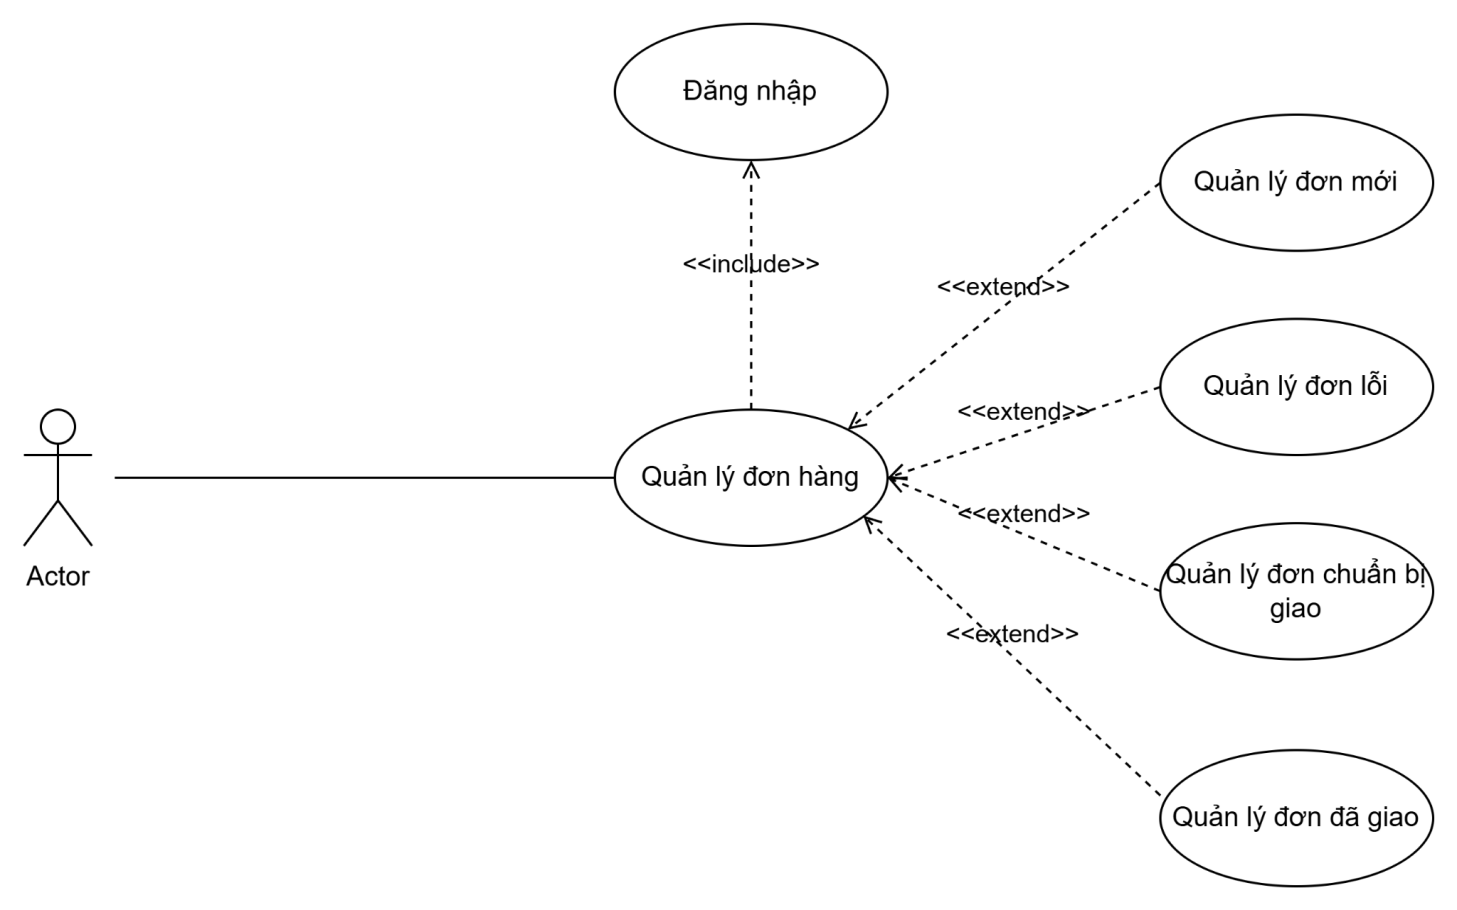 Đăng nhập
Quản lý đơn mới
<<include>>
<<extend>>
Quản lý đơn lỗi
<<extend>>
Quản lý đơn hàng
<<extend>>
Actor
Quản lý đơn chuẩn bị
giao
<<extend>>
Quản lý đơn đã giao